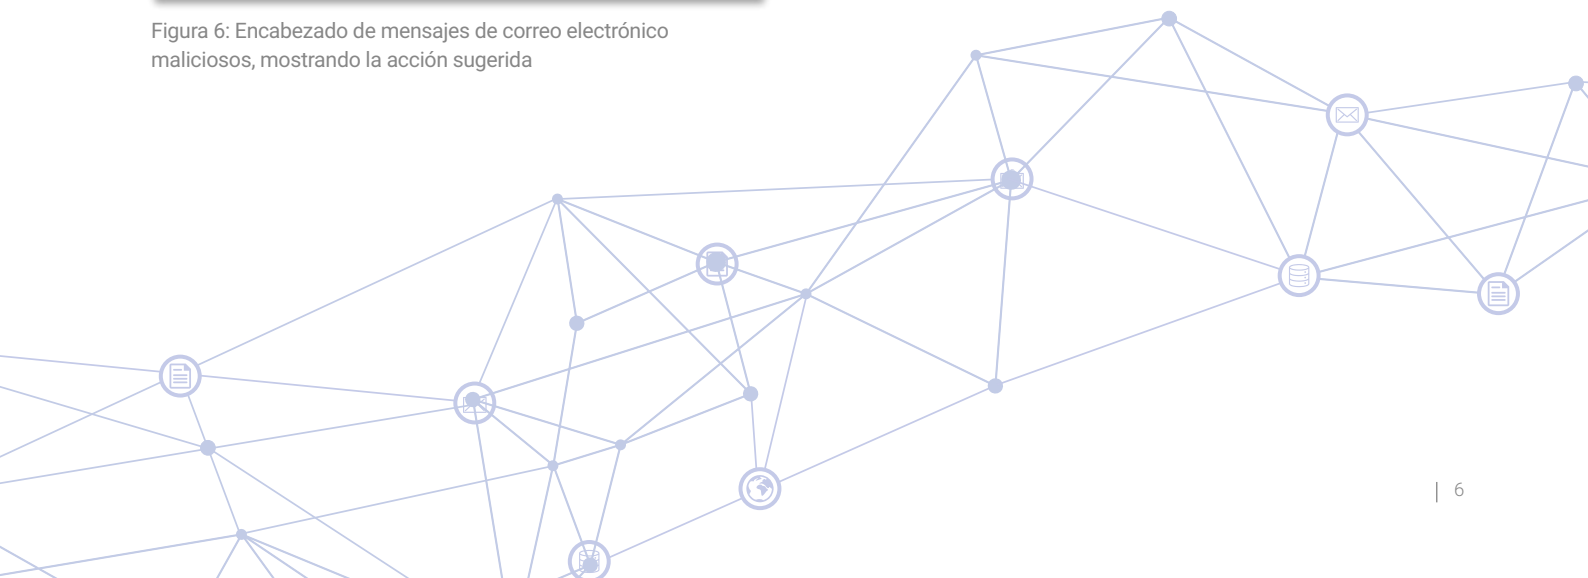 Figura 6: Encabezado de mensajes de correo electrónico
maliciosos, mostrando la acción sugerida
| 6